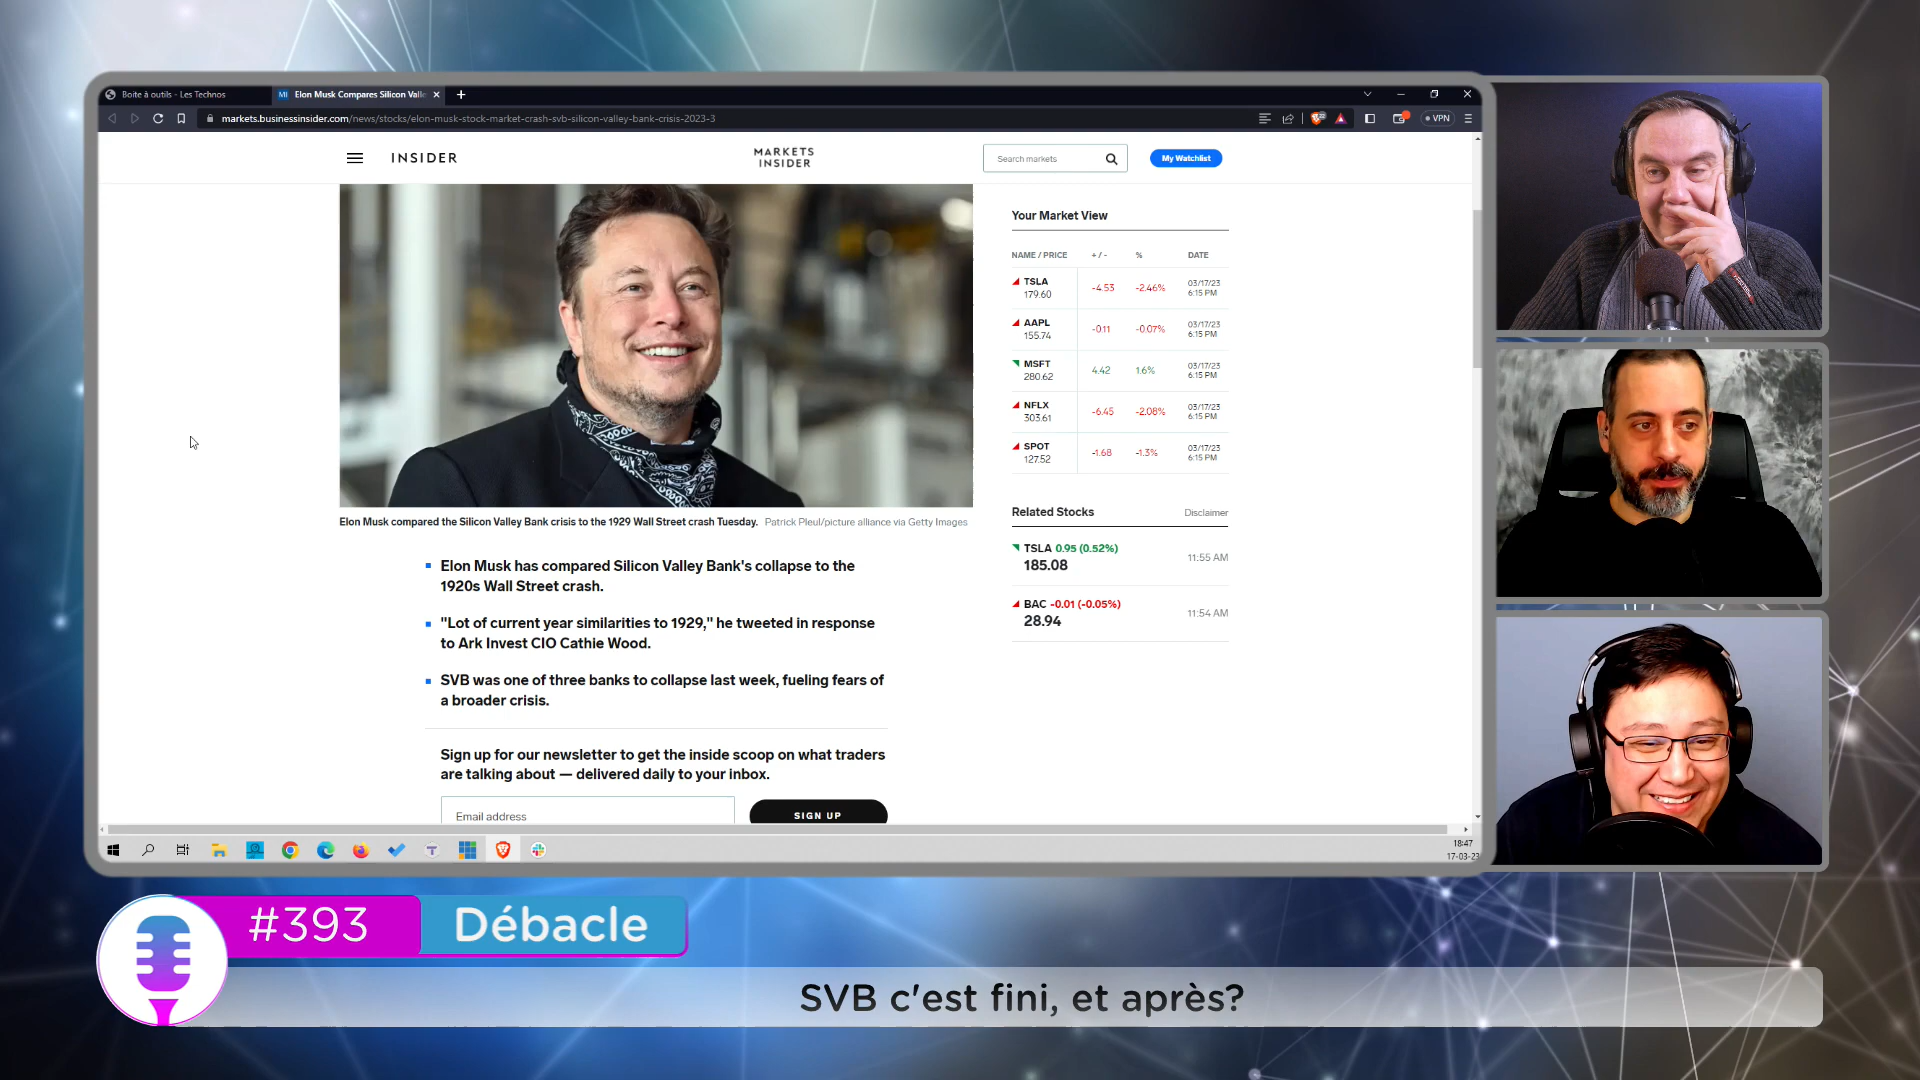 Boite à outils - Les Technos
MI Elon Musk Compares Silicon Valle
markets.businessinsider.com/news/stocks/elon-musk-stock-market-crash-svb-silicon-valley-bank-crisis-2023-3
VPN
INSIDER
MARKETS
INSIDER
Search markets
My Watchlist
Elon Musk compared the Silicon Valley Bank crisis to the 1929 Wall Street crash Tuesday. Patrick Pleul/picture alliance via Getty Images
Elon Musk has compared Silicon Valley Bank's collapse to the
1920s Wall Street crash.
"Lot of current year similarities to 1929," he tweeted in response
to Ark Invest CIO Cathie Wood.
SVB was one of three banks to collapse last week, fueling fears of
a broader crisis.
Sign up for our newsletter to get the inside scoop on what traders
are talking about — delivered daily to your inbox.
Email address
SIGN UP
Your Market View
NAME / PRICE + / - % DATE
TSLA
179.60
-4.53 -2.46% 03/17/23
6:15 PM
AAPL
155.74
-0.11 -0.07% 03/17/23
6:15 PM
MSFT
280.62
4.42 1.6% 03/17/23
6:15 PM
NFLX
303.61
-6.45 -2.08% 03/17/23
6:15 PM
SPOT
127.52
-1.68 -1.3% 03/17/23
6:15 PM
Related Stocks Disclaimer
TSLA 0.95 (0.52%)
185.08
11:55 AM
BAC -0.01 (-0.05%)
28.94
11:54 AM
18:47
17-03-23
#393 Débacle
SVB c'est fini, et après?